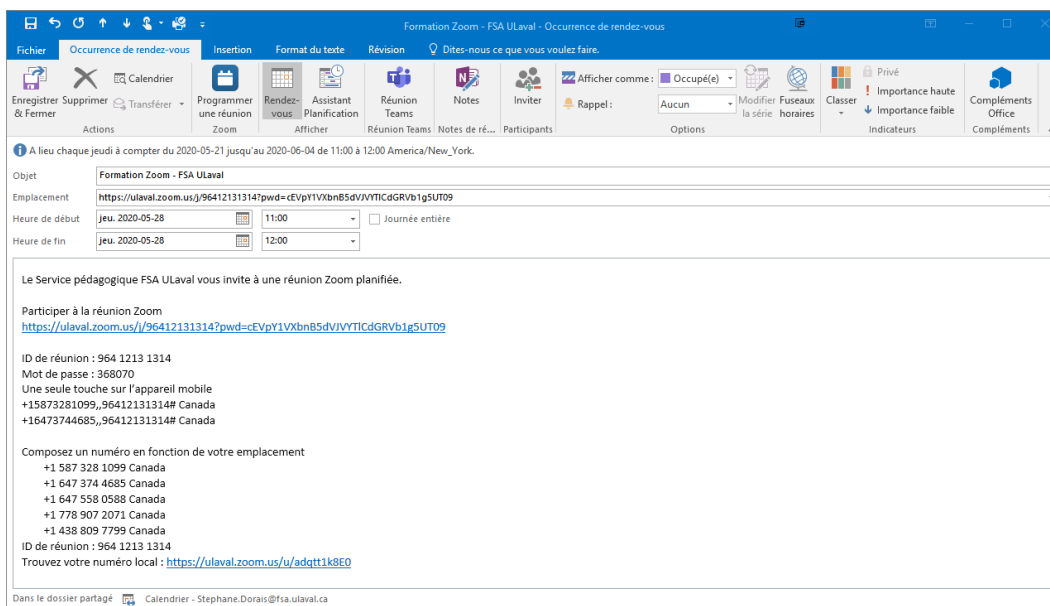 Formation Zoom - FSA ULaval - Occurrence de rendez-vous
Fichier Occurrence de rendez-vous Insertion Format du texte Révision Dites-nous ce que vous voulez faire.
Enregistrer & Fermer Supprimer Calendrier Transférer Programmer une réunion Rendez-vous Assistant Planification Réunion Teams Notes Inviter Afficher comme : Occupé(e) Rappel : Aucun Modifier la série Fuseaux horaires Classer Privé Importance haute Importance faible Compléments Office
Actions Zoom Afficher Réunion Teams Notes de ré... Participants Options Indicateurs Compléments
A lieu chaque jeudi à compter du 2020-05-21 jusqu'au 2020-06-04 de 11:00 à 12:00 America/New_York.
Objet Formation Zoom - FSA ULaval
Emplacement https://ulaval.zoom.us/j/96412131314?pwd=cEVpY1VXbnB5dVJVYTlCdGRVb1g5UT09
Heure de début jeu. 2020-05-28 11:00 Journée entière
Heure de fin jeu. 2020-05-28 12:00
Le Service pédagogique FSA ULaval vous invite à une réunion Zoom planifiée.
Participer à la réunion Zoom
https://ulaval.zoom.us/j/96412131314?pwd=cEVpY1VXbnB5dVJVYTlCdGRVb1g5UT09
ID de réunion : 964 1213 1314
Mot de passe : 368070
Une seule touche sur l'appareil mobile
+15873281099,,96412131314# Canada
+16473744685,,96412131314# Canada
Composez un numéro en fonction de votre emplacement
+1 587 328 1099 Canada
+1 647 374 4685 Canada
+1 647 558 0588 Canada
+1 778 907 2071 Canada
+1 438 809 7799 Canada
ID de réunion : 964 1213 1314
Trouvez votre numéro local : https://ulaval.zoom.us/u/adqtt1k8E0
Dans le dossier partagé Calendrier - Stephane.Dorais@fsa.ulaval.ca